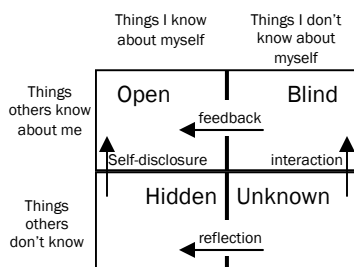 Things I know
about myself
Things I don't
know about
myself
Things
others know
about me
Open
Blind
feedback
Self-disclosure
interaction
Things
others
don't know
Hidden
Unknown
reflection